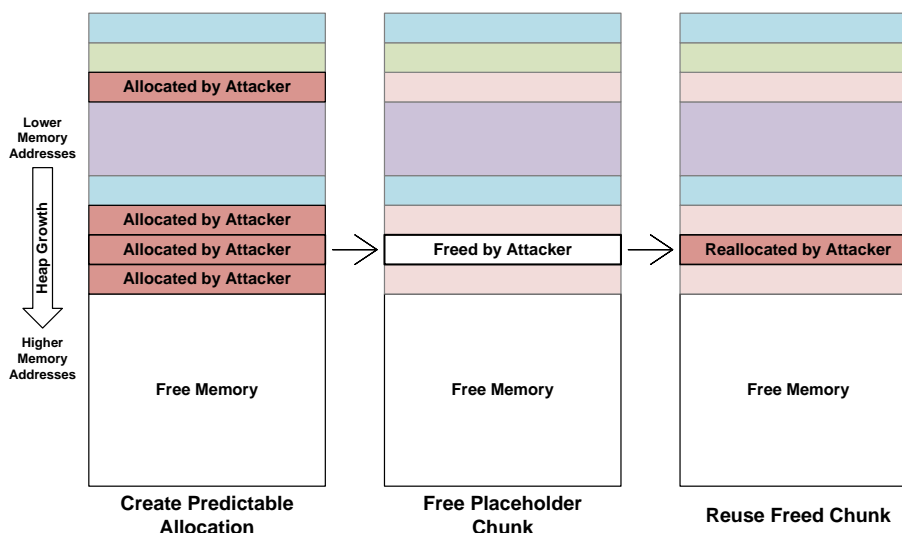 Allocated by Attacker
Lower
Memory
Addresses
Heap Growth
Higher
Memory
Addresses
Allocated by Attacker
Allocated by Attacker
Allocated by Attacker
Free Memory
Create Predictable
Allocation
Freed by Attacker
Free Memory
Free Placeholder
Chunk
Reallocated by Attacker
Free Memory
Reuse Freed Chunk